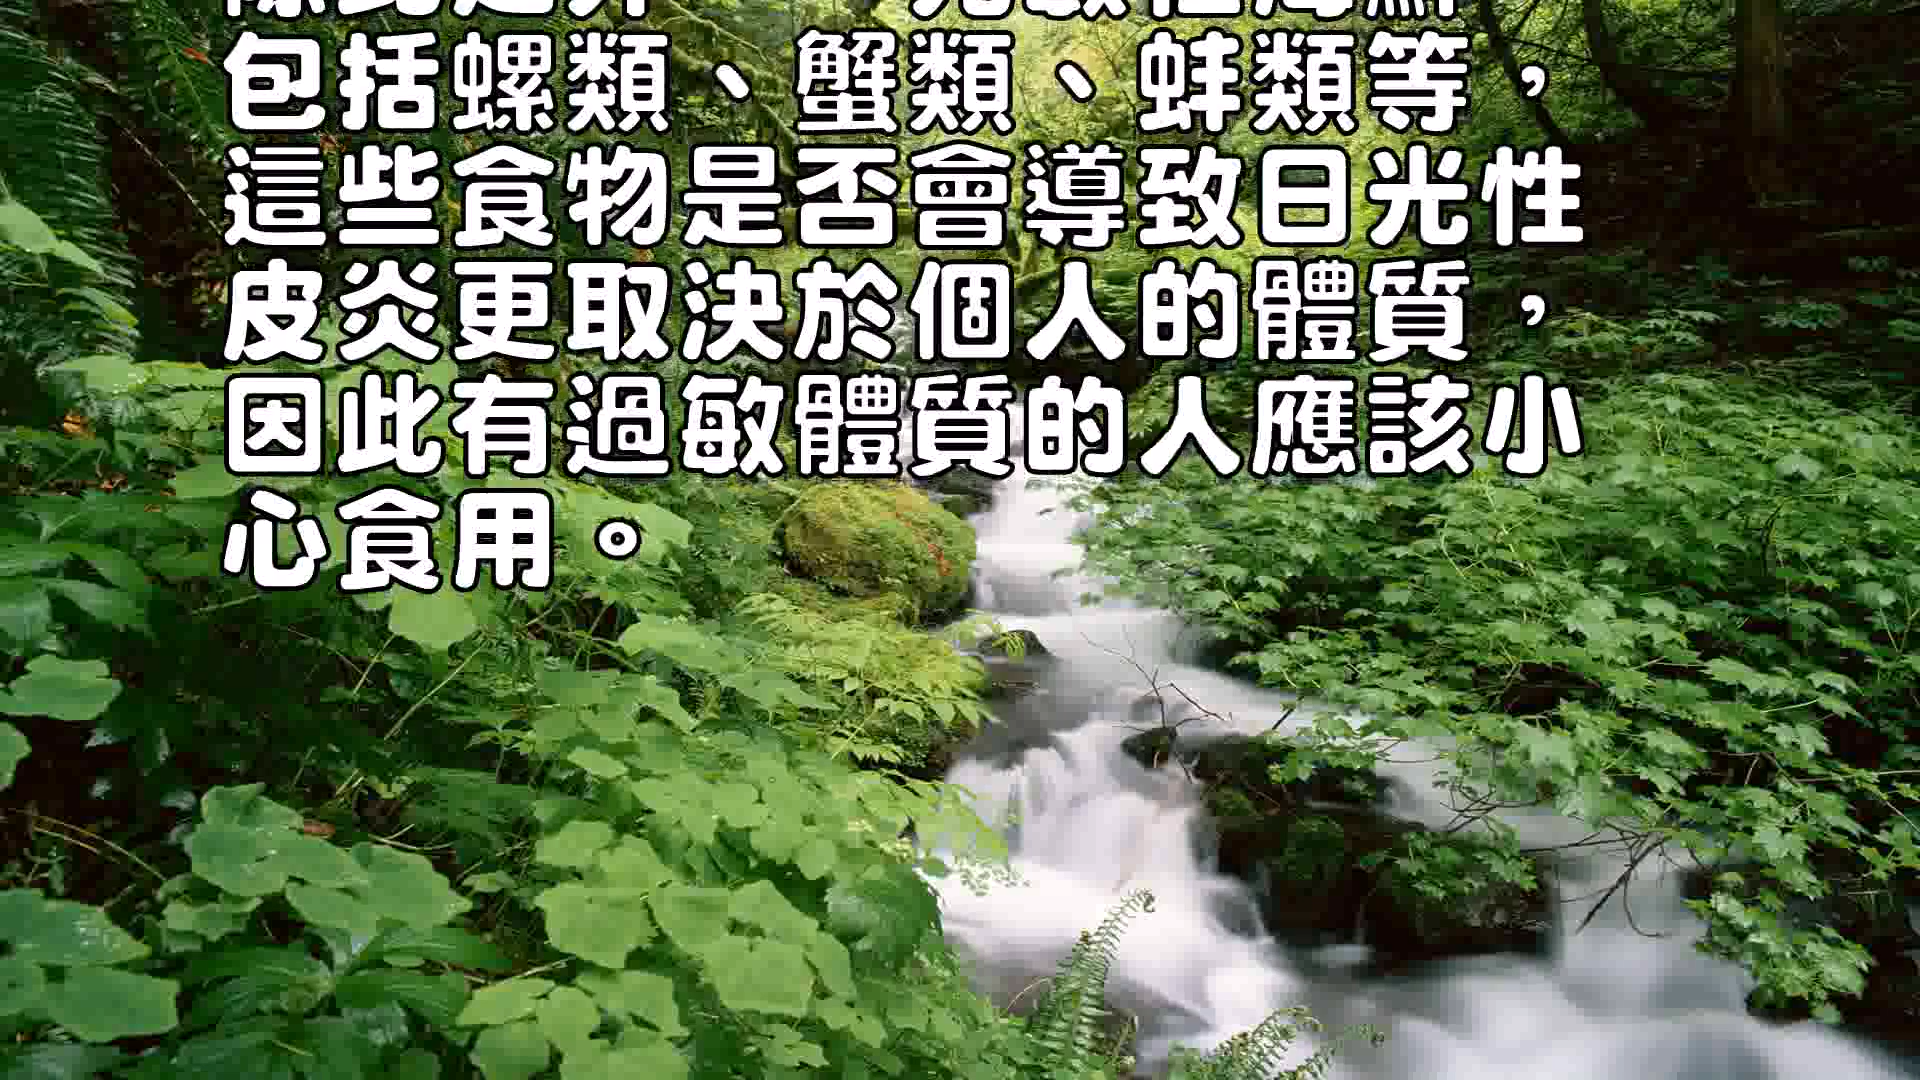 包括螺類、蟹類、蚌類等，
這些食物是否會導致日光性
皮炎更取決於個人的體質，
因此有過敏體質的人應該小
心食用。